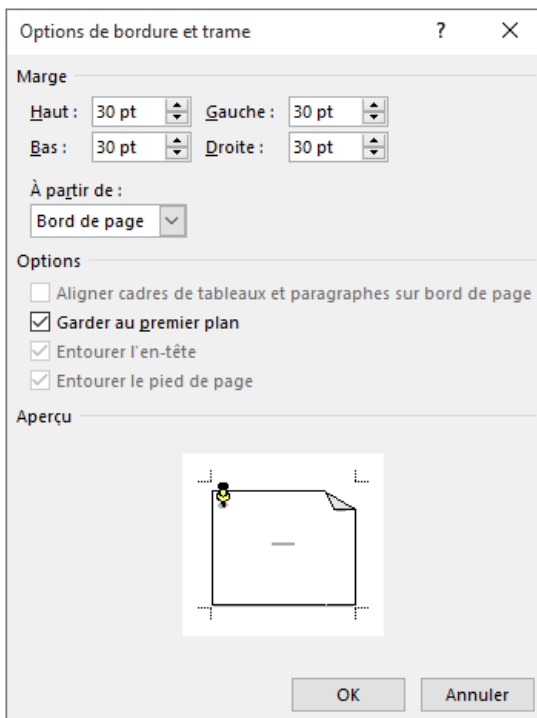 Options de bordure et trame ?
Marge
Haut : 30 pt Gauche : 30 pt
Bas : 30 pt Droite : 30 pt
À partir de :
Bord de page
Options
Aligner cadres de tableaux et paragraphes sur bord de page
Garder au premier plan
Entourer l'en-tête
Entourer le pied de page
Aperçu
OK Annuler